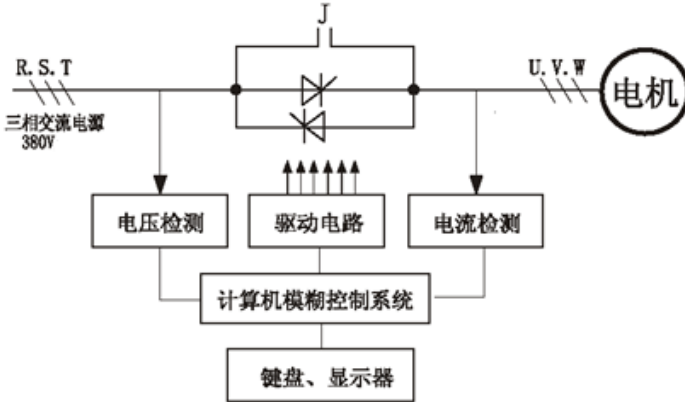 J
R.S.T
U.V.W
电机
三相交流电源
380V
电压检测
驱动电路
电流检测
计算机模糊控制系统
键盘、显示器